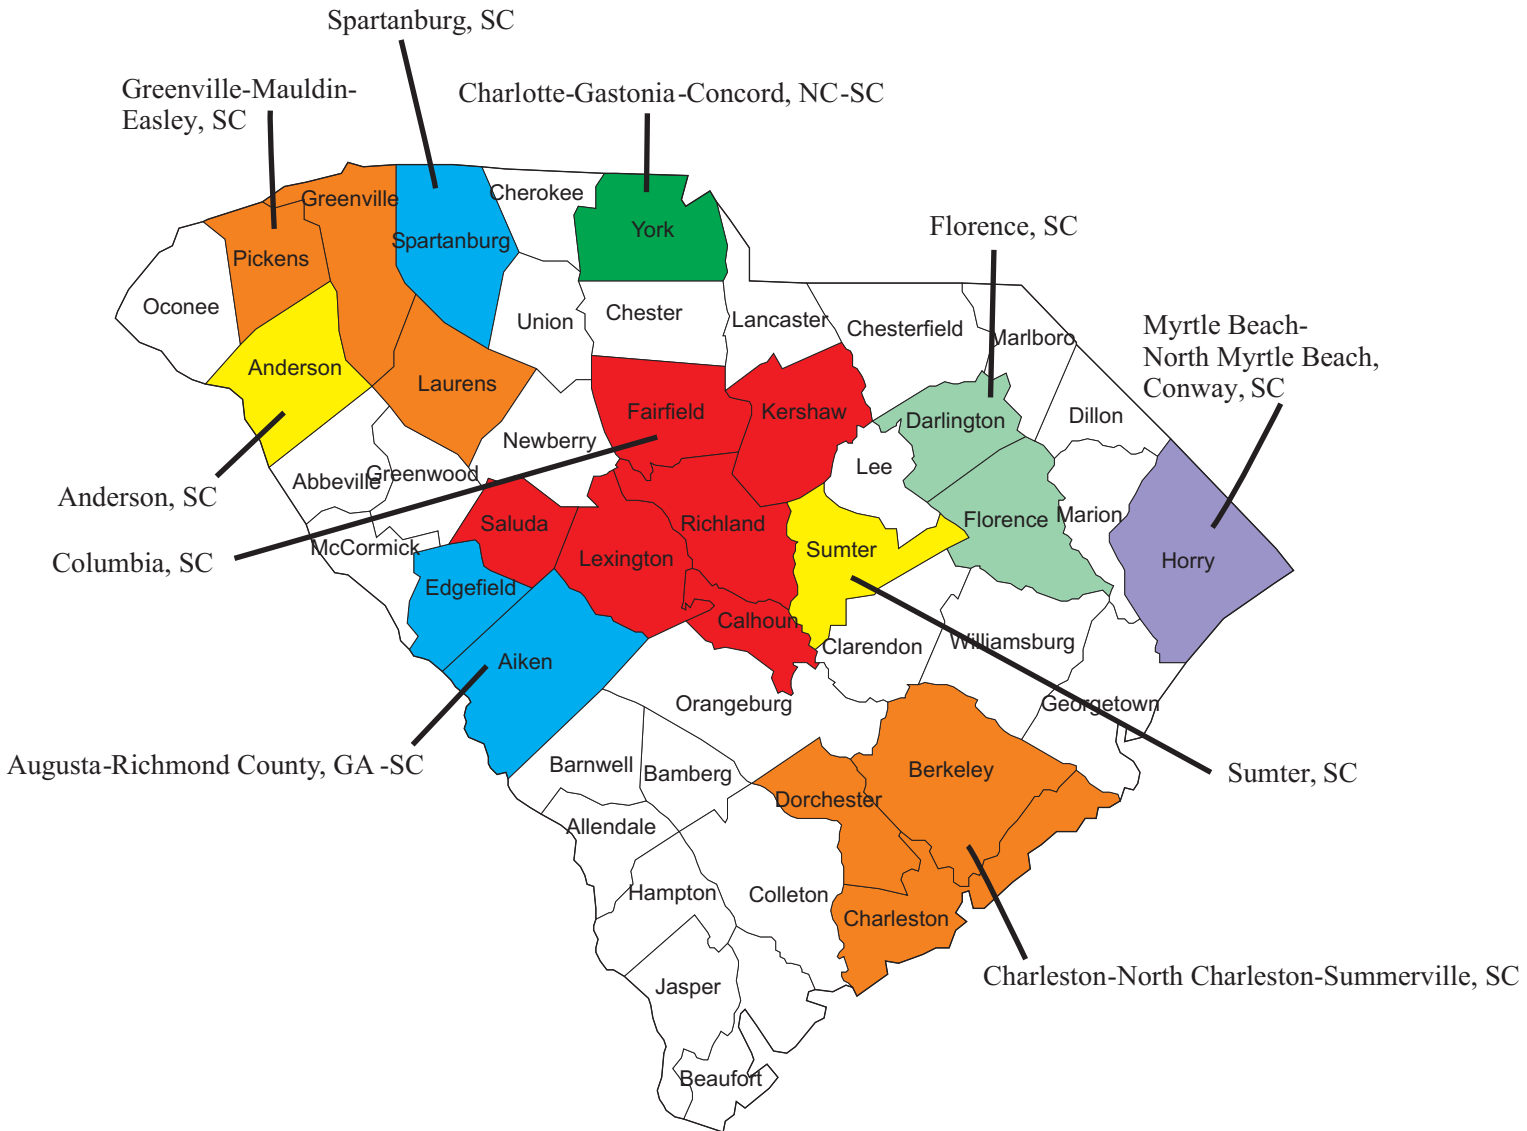 Spartanburg, SC
Greenville-Mauldin-
Easley, SC
Charlotte-Gastonia-Concord, NC-SC
Cherokee
Greenville
Florence, SC
York
Spartanburg
Pickens
Oconee
Chester
Lancaster
Union
Chesterfield
Marlboro
Myrtle Beach-
North Myrtle Beach,
Conway, SC
Anderson
Laurens
Fairfield
Kershaw
Darlington
Dillon
Newberry
Lee
Abbeville
Greenwood
Anderson, SC
Saluda
Richland
Florence
Marion
McCormick
Lexington
Sumter
Horry
Columbia, SC
Edgefield
Calhoun
Clarendon
Williamsburg
Aiken
Orangeburg
Georgetown
Augusta-Richmond County, GA -SC
Barnwell
Bamberg
Berkeley
Sumter, SC
Dorchester
Allendale
Hampton
Colleton
Charleston
Charleston-North Charleston-Summerville, SC
Jasper
Beaufort